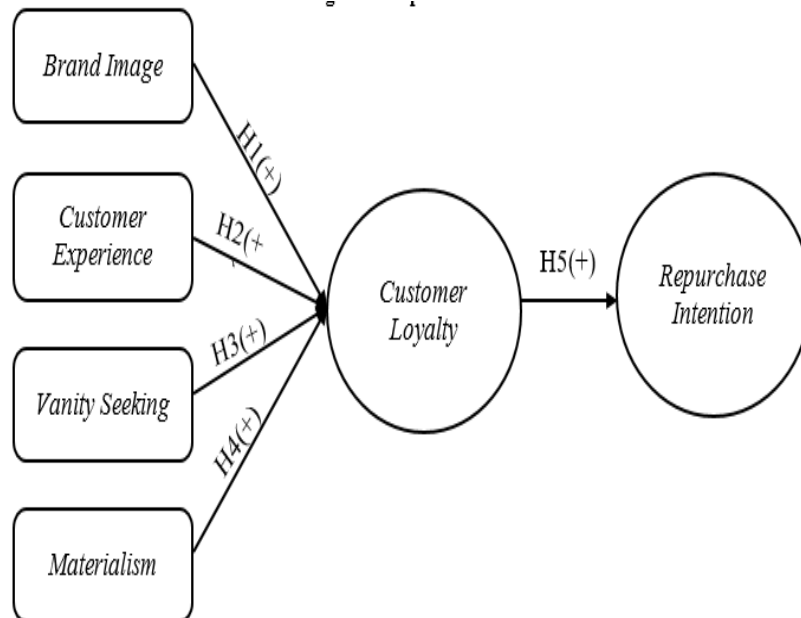 Brand Image
H1(+)
Customer
Experience
H2(+
Vanity Seeking
H3(+)
Materialism
H4(+)
Customer
Loyalty
H5(+)
Repurchase
Intention